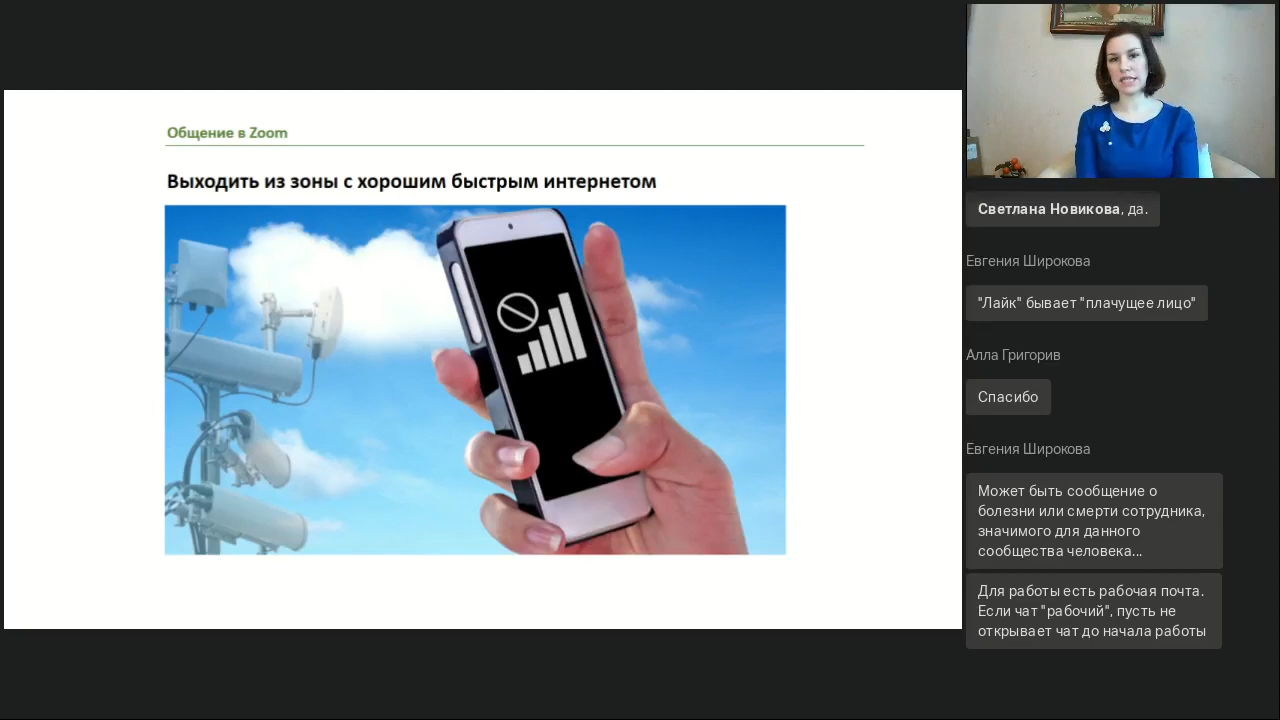 Общение в Zoom
Выходить из зоны с хорошим быстрым интернетом
Светлана Новикова, да.
Евгения Широкова
"Лайк" бывает "плачущее лицо"
Алла Григорив
Спасибо
Евгения Широкова
Может быть сообщение о
болезни или смерти сотрудника,
значимого для данного
сообщества человека...
Для работы есть рабочая почта.
Если чат "рабочий", пусть не
открывает чат до начала работы